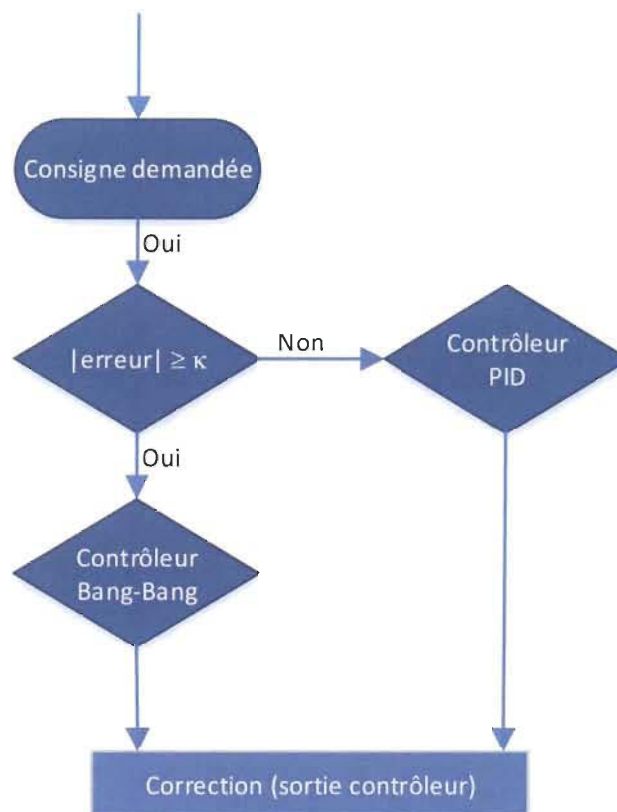 Consigne demandée
Oui
|erreur| ≥ κ
Non
Contrôleur
PID
Oui
Contrôleur
Bang-Bang
Correction (sortie contrôleur)